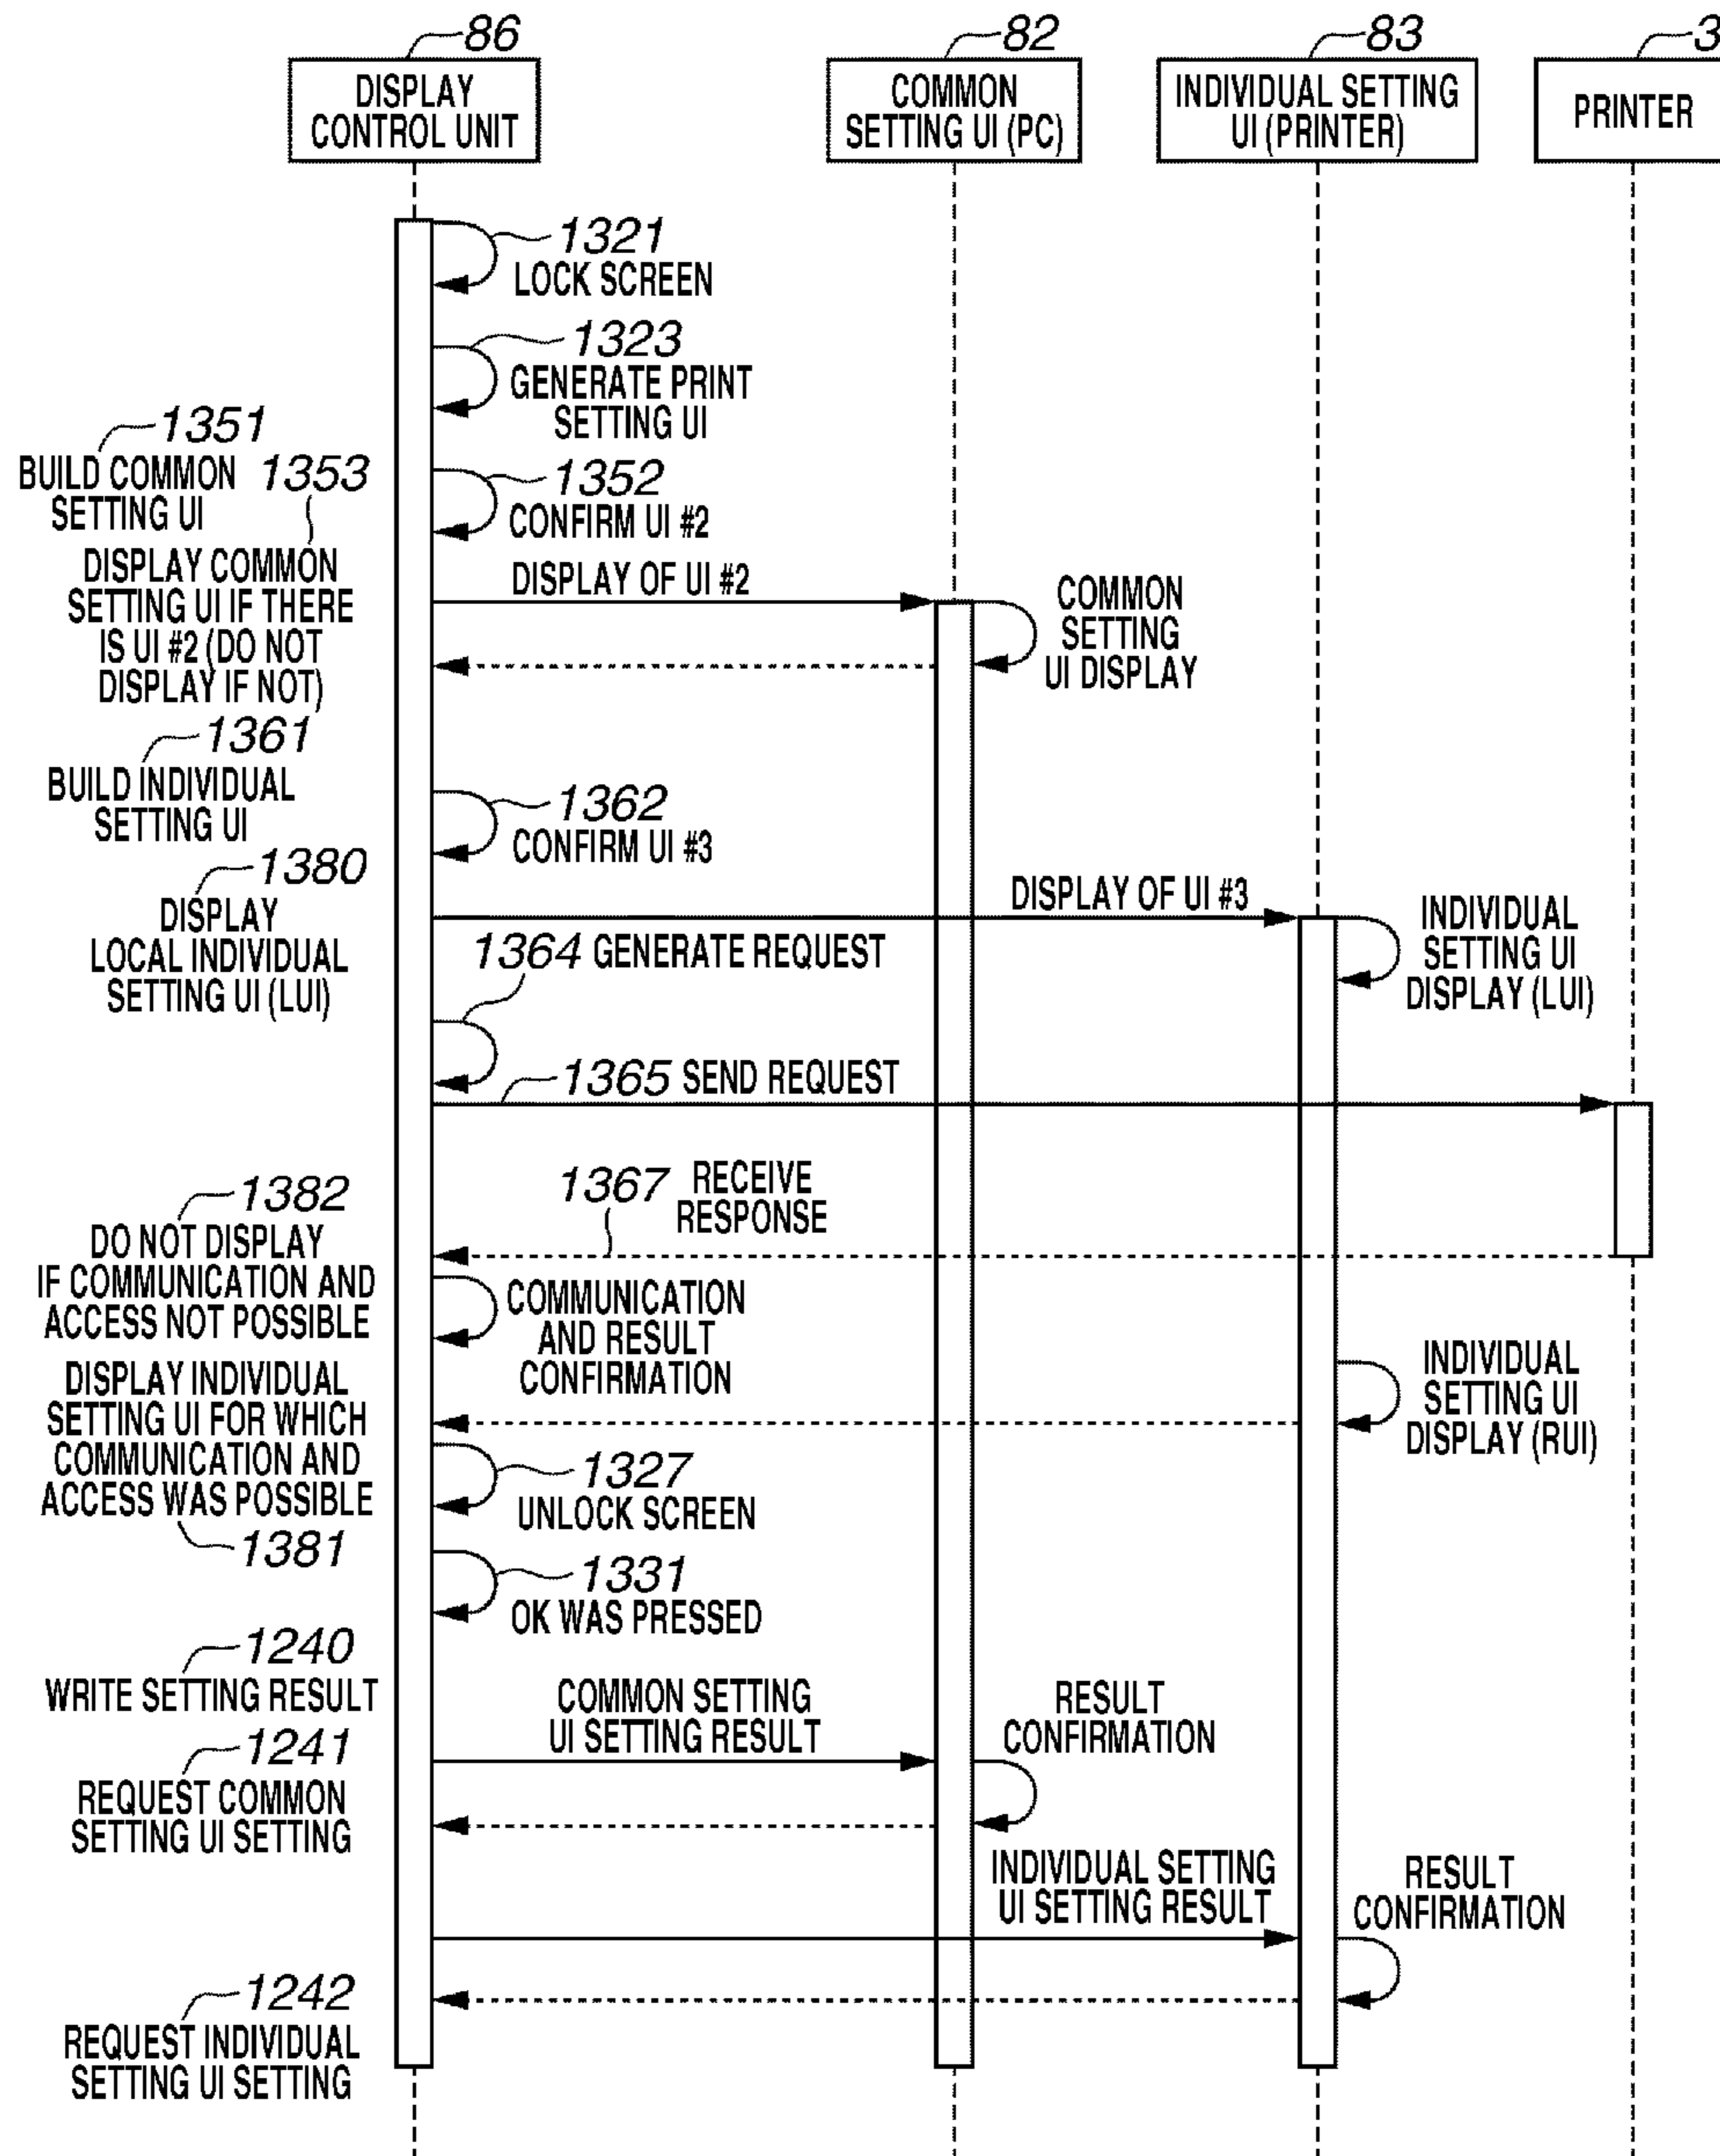 86
82
83
3
DISPLAY
CONTROL UNIT
COMMON
SETTING UI (PC)
INDIVIDUAL SETTING
UI (PRINTER)
PRINTER
1321
LOCK SCREEN
1323
GENERATE PRINT
SETTING UI
1351
BUILD COMMON
SETTING UI
1353
1352
CONFIRM UI #2
DISPLAY COMMON
SETTING UI IF THERE
IS UI #2 (DO NOT
DISPLAY IF NOT)
DISPLAY OF UI #2
COMMON
SETTING
UI DISPLAY
1361
BUILD INDIVIDUAL
SETTING UI
1362
CONFIRM UI #3
1380
DISPLAY
LOCAL INDIVIDUAL
SETTING UI (LUI)
DISPLAY OF UI #3
INDIVIDUAL
SETTING UI
DISPLAY (LUI)
1364 GENERATE REQUEST
1365 SEND REQUEST
1367 RECEIVE
RESPONSE
1382
DO NOT DISPLAY
IF COMMUNICATION AND
ACCESS NOT POSSIBLE
COMMUNICATION
AND RESULT
CONFIRMATION
INDIVIDUAL
SETTING UI
DISPLAY (RUI)
DISPLAY INDIVIDUAL
SETTING UI FOR WHICH
COMMUNICATION AND
ACCESS WAS POSSIBLE
1381
1327
UNLOCK SCREEN
1331
OK WAS PRESSED
1240
WRITE SETTING RESULT
COMMON SETTING
UI SETTING RESULT
RESULT
CONFIRMATION
1241
REQUEST COMMON
SETTING UI SETTING
INDIVIDUAL SETTING
UI SETTING RESULT
RESULT
CONFIRMATION
1242
REQUEST INDIVIDUAL
SETTING UI SETTING